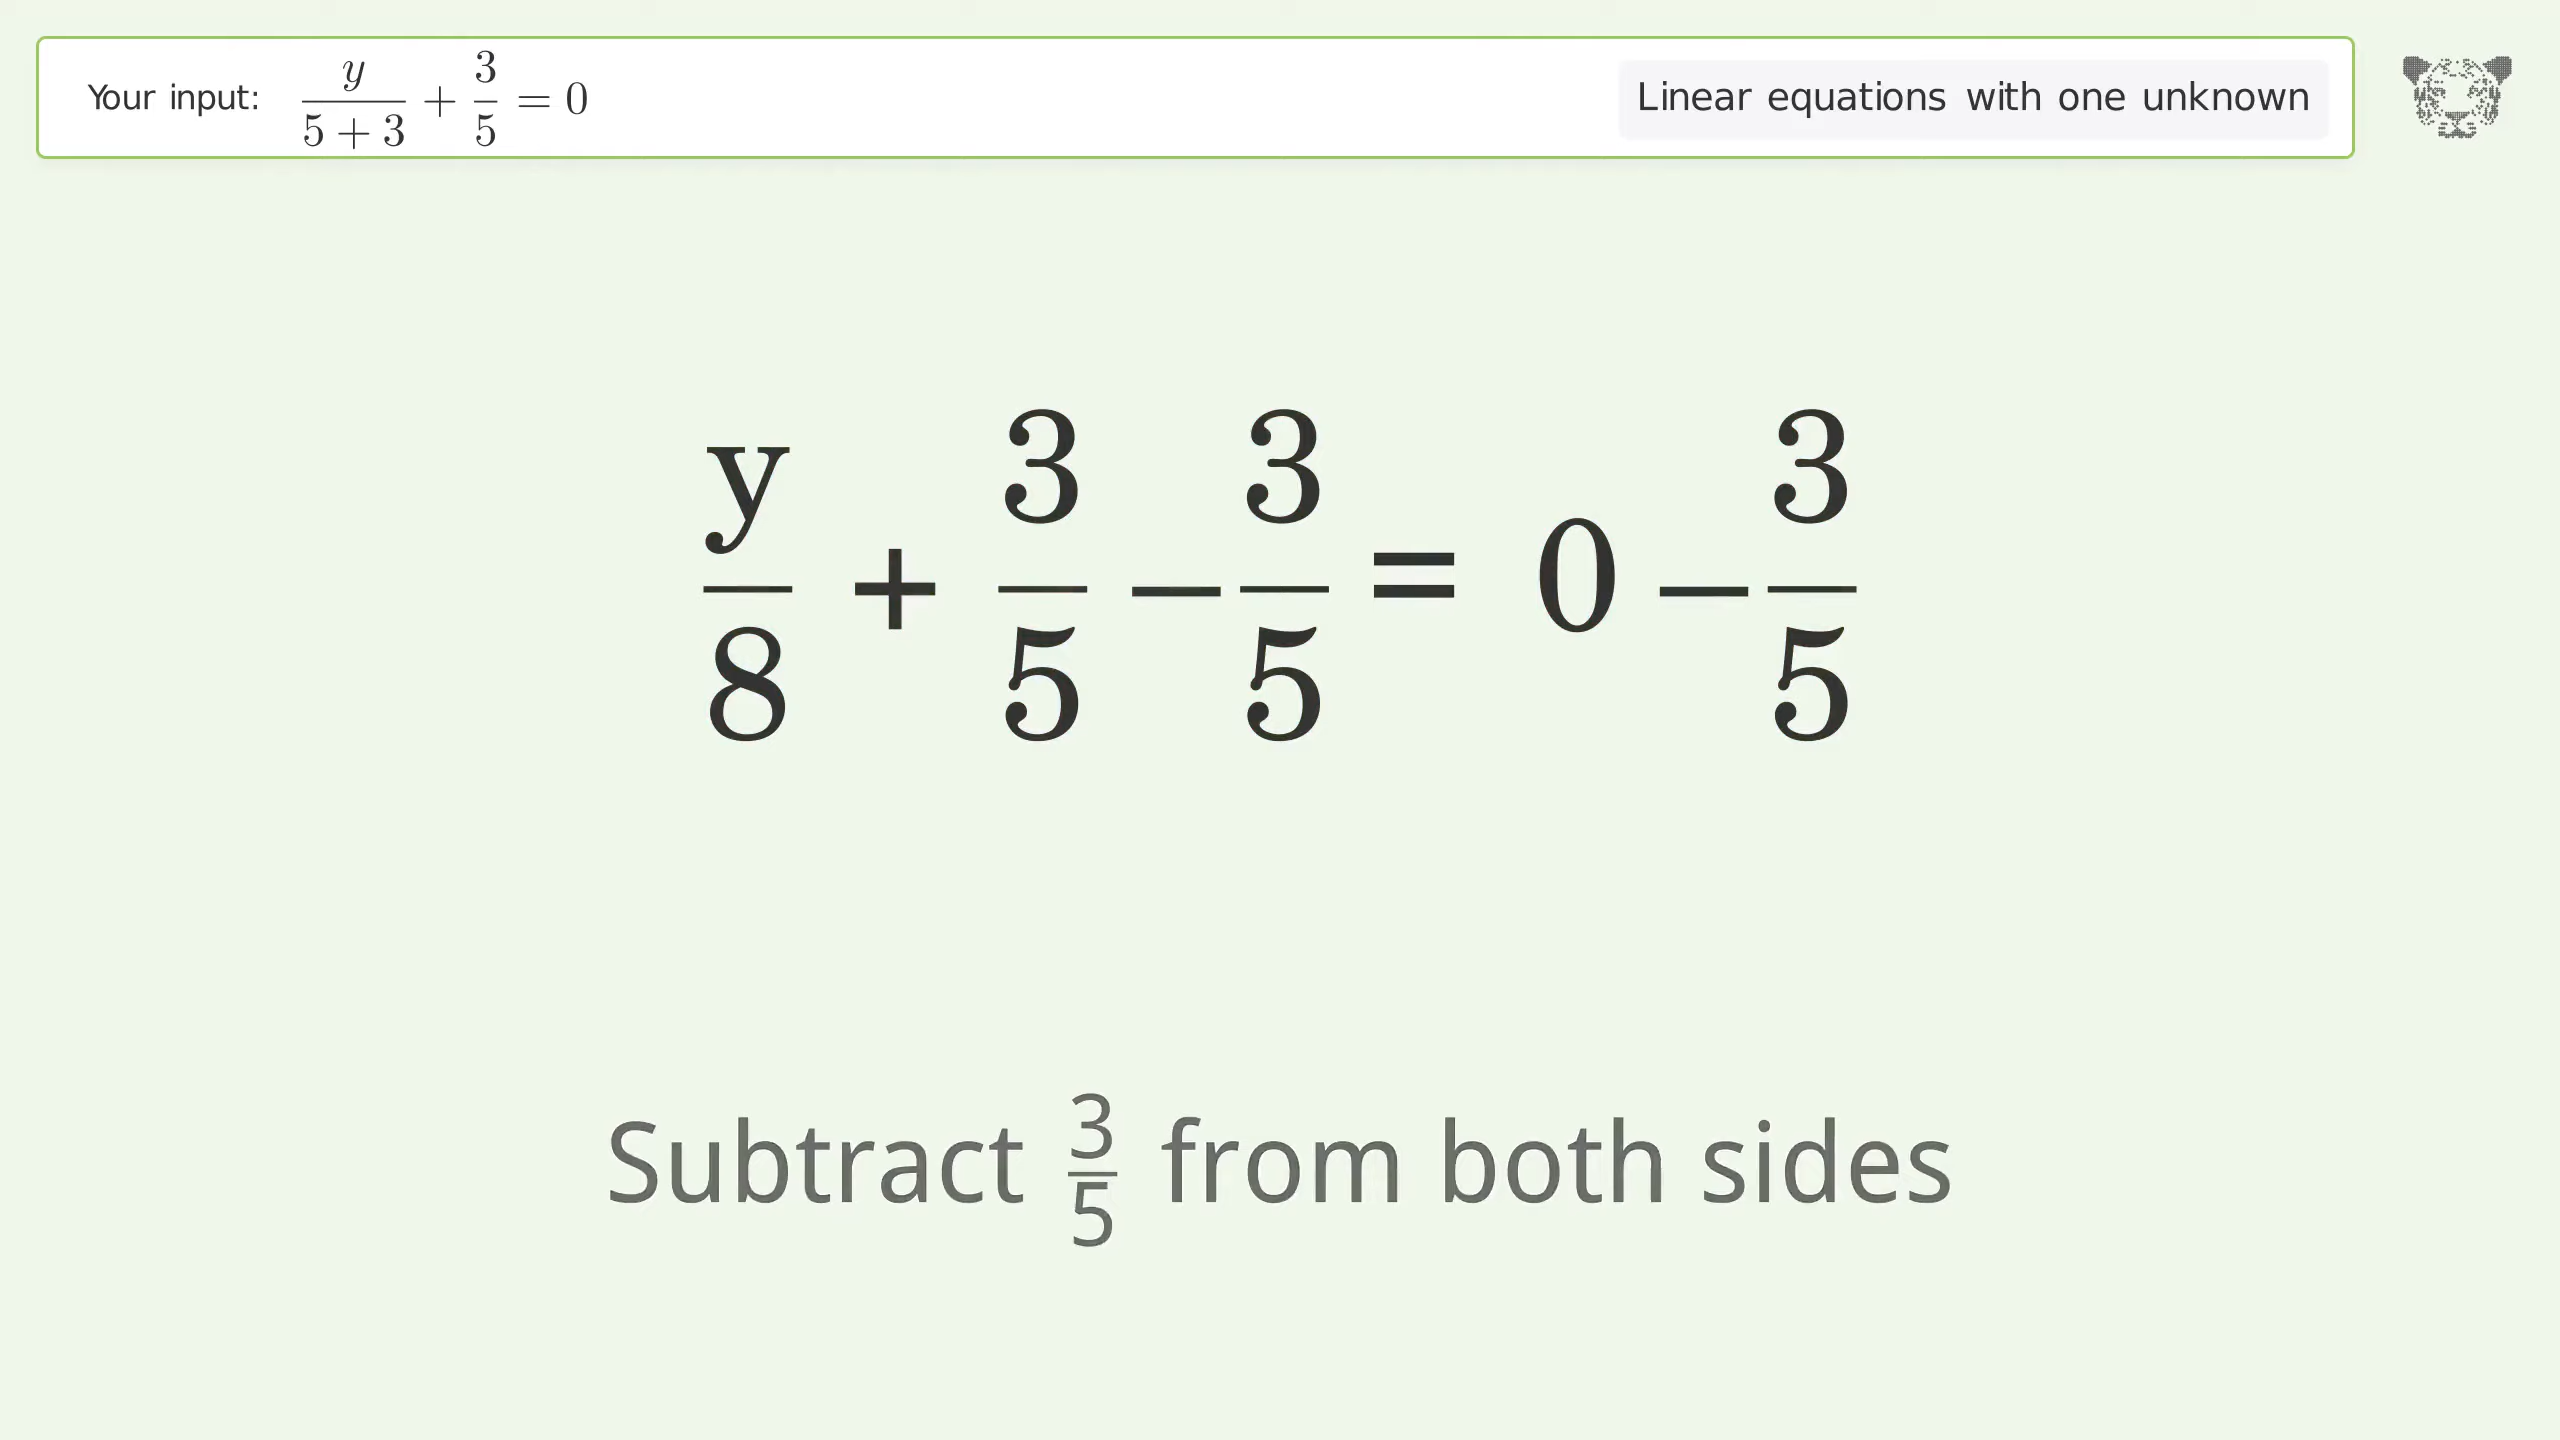 Your input: y/(5 + 3) + 3/5 = 0
Linear equations with one unknown
y/8 + 3/5 − 3/5 = 0 − 3/5
Subtract 3/5 from both sides